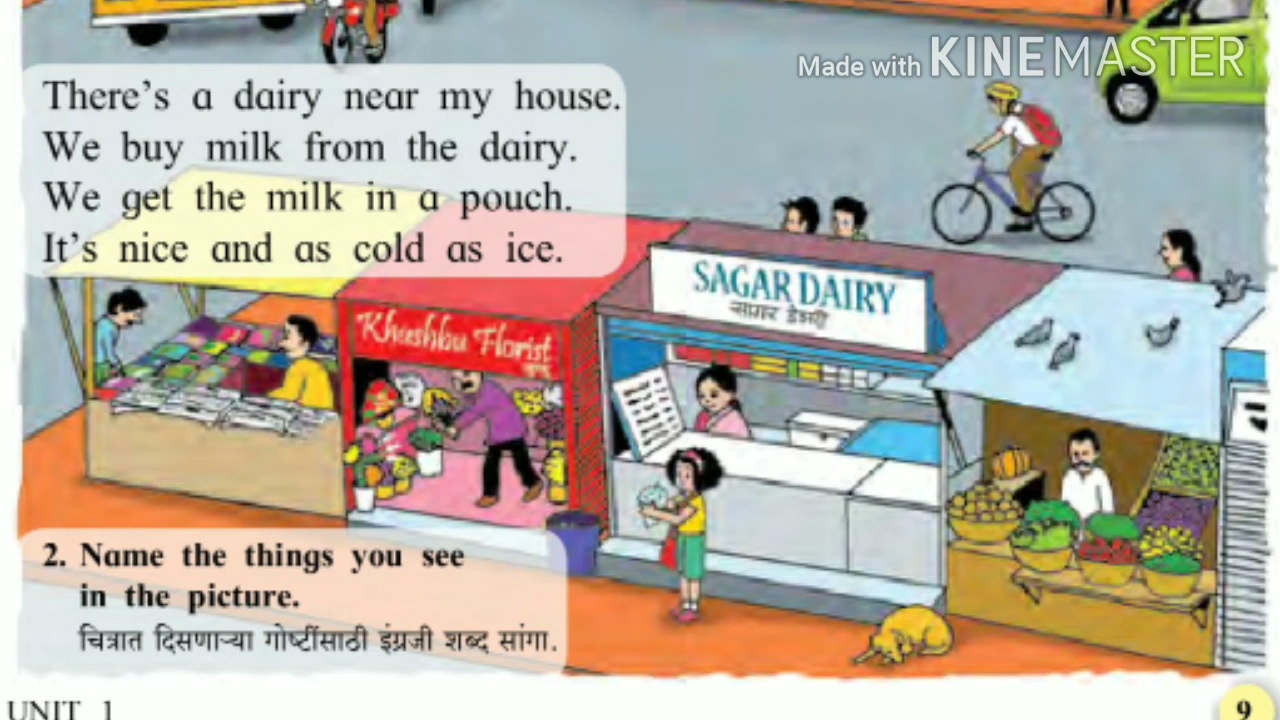 Made with KINEMASTER
There's a dairy near my house.
We buy milk from the dairy.
We get the milk in a pouch.
It's nice and as cold as ice.
SAGAR DAIRY
सागर डेअरी
Khushbu Florist
2. Name the things you see
in the picture.
चित्रात दिसणाऱ्या गोष्टींसाठी इंग्रजी शब्द सांगा.
UNIT 1
9